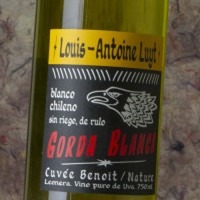 Louis-Antoine Luyt
blanco
chileno
sin riego, de rulo
Gorda Blanca
Cuvée Benoit / Nature
Lomera. Vino puro de Uva. 750ml